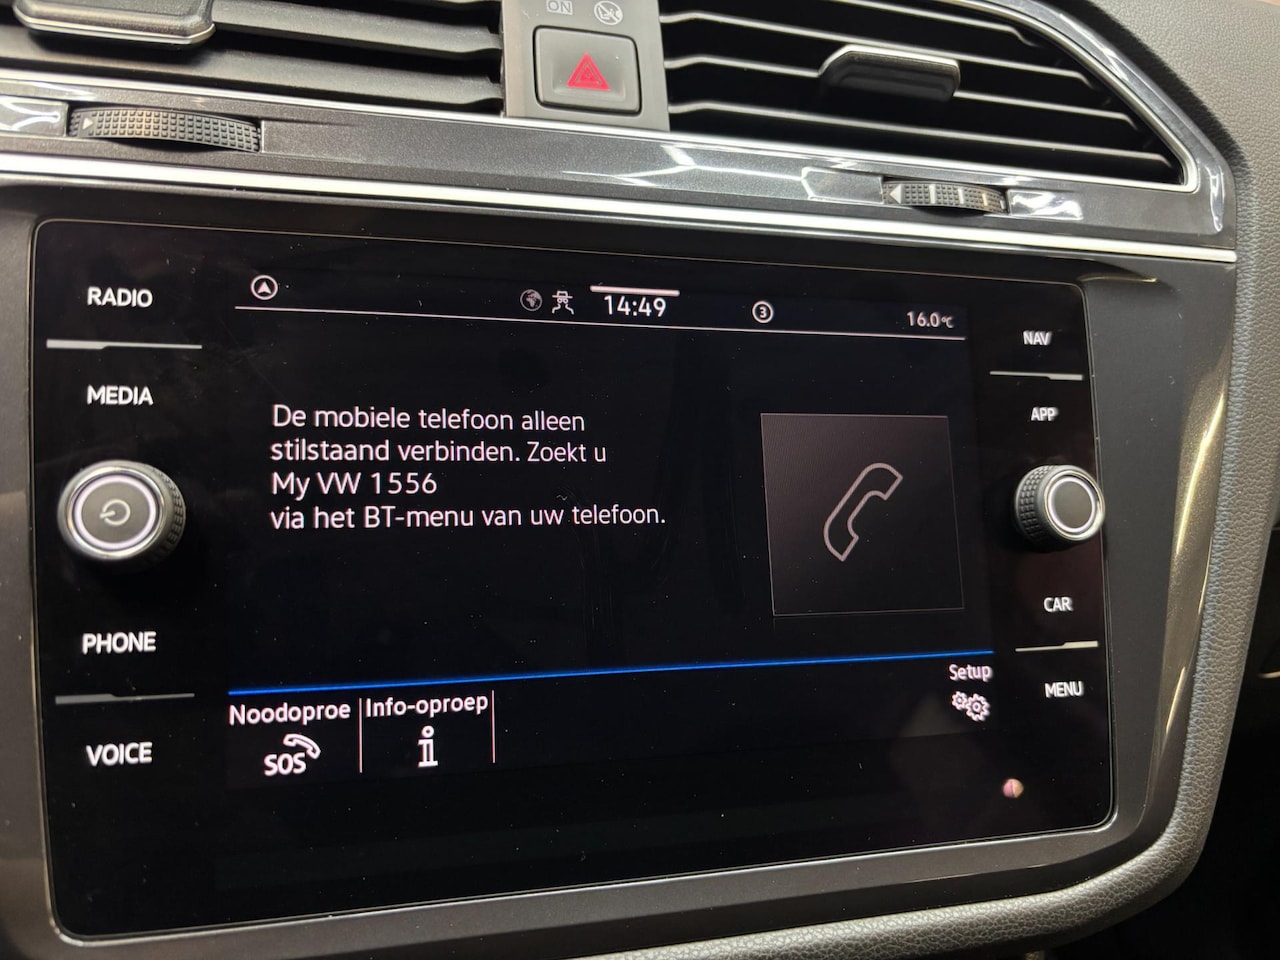 ON
RADIO
14:49
3
16.0°C
NAV
MEDIA
APP
De mobiele telefoon alleen
stilstaand verbinden. Zoekt u
My VW 1556
via het BT-menu van uw telefoon.
CAR
PHONE
Setup
MENU
Noodoproe
Info-oproep
VOICE
SOS
i